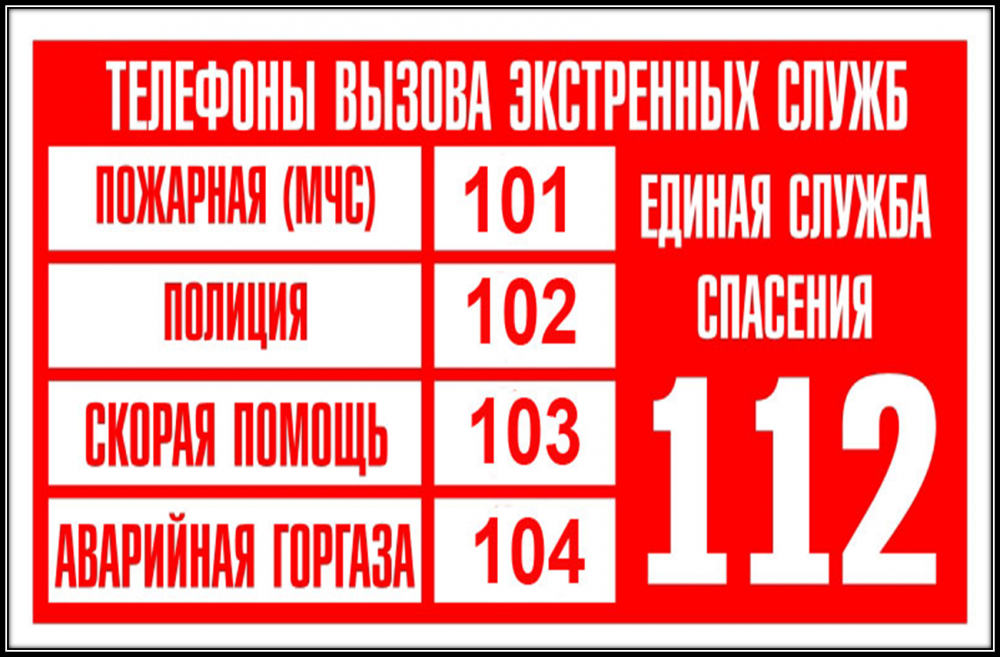 ТЕЛЕФОНЫ ВЫЗОВА ЭКСТРЕННЫХ СЛУЖБ
ПОЖАРНАЯ (МЧС) 101
ПОЛИЦИЯ 102
СКОРАЯ ПОМОЩЬ 103
АВАРИЙНАЯ ГОРГАЗА 104
ЕДИНАЯ СЛУЖБА
СПАСЕНИЯ
112